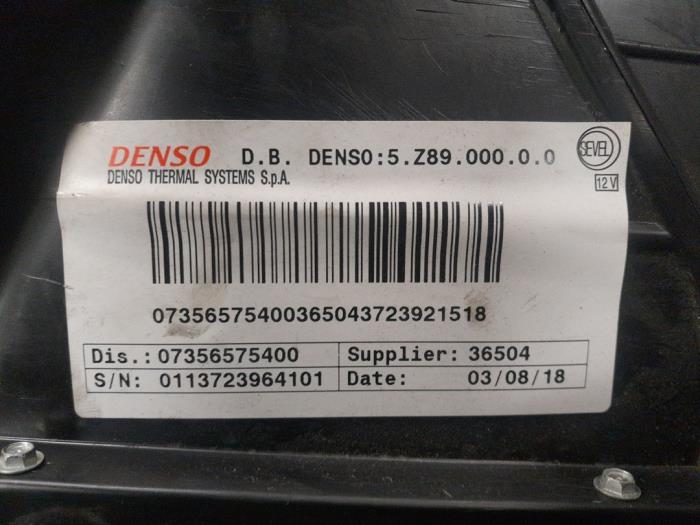 DENSO D.B. DENSO:5.Z89.000.0.0 SEVEL
DENSO THERMAL SYSTEMS S.p.A. 12V
07356575400365043723921518
Dis.: 07356575400 Supplier: 36504
S/N: 0113723964101 Date: 03/08/18